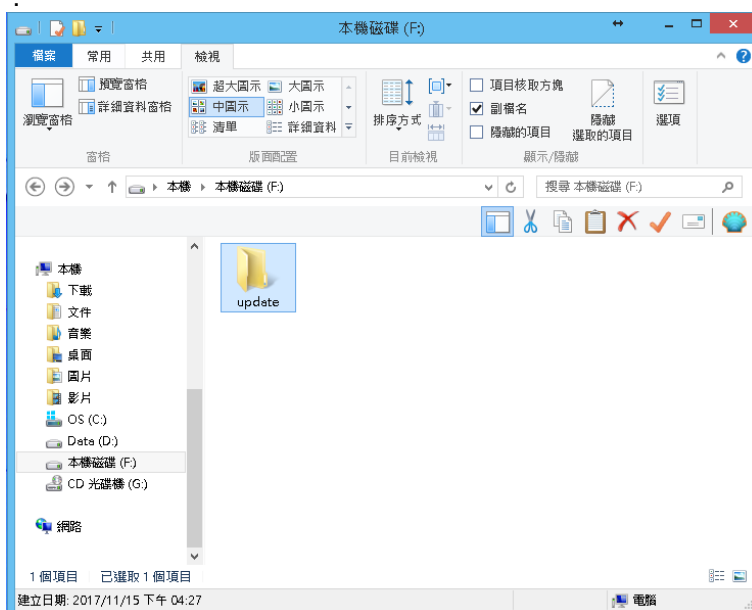 本機磁碟 (F:)
檔案 常用 共用 檢視
瀏覽窗格 預覽窗格 詳細資料窗格
超大圖示 大圖示
中圖示 小圖示
清單 詳細資料
排序方式
項目核取方塊
副檔名
隱藏的項目
隱藏
選取的項目
選項
窗格 版面配置 目前檢視 顯示/隱藏
本機 本機磁碟 (F:) 搜尋 本機磁碟 (F:)
本機
下載
文件
音樂
桌面
圖片
影片
OS (C:)
Data (D:)
本機磁碟 (F:)
CD 光碟機 (G:)
網路
update
1 個項目 已選取 1 個項目
建立日期: 2017/11/15 下午 04:27 電腦